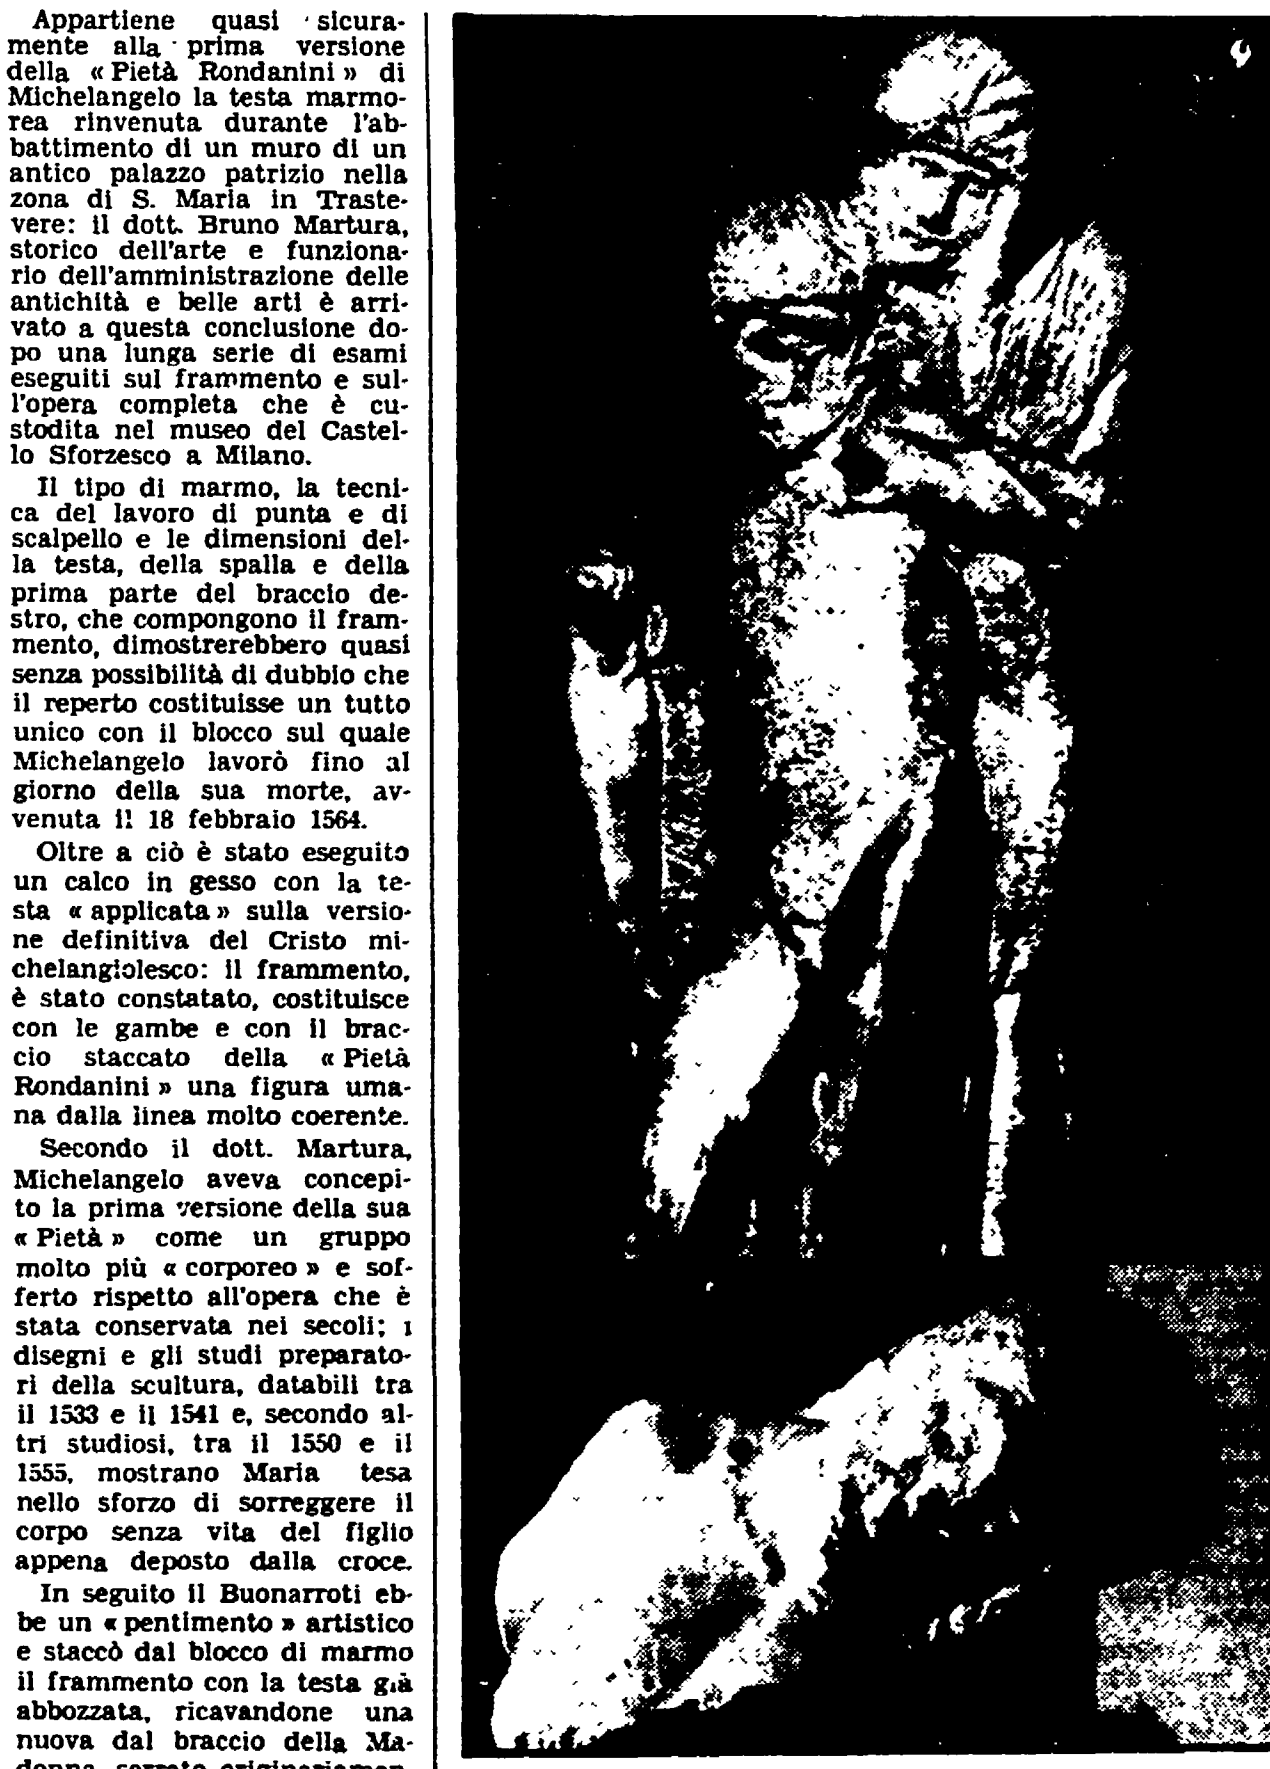 Appartiene quasi sicura-
mente alla prima versione
della « Pietà Rondanini » di
Michelangelo la testa marmo-
rea rinvenuta durante l'ab-
battimento di un muro di un
antico palazzo patrizio nella
zona di S. Maria in Traste-
vere: il dott. Bruno Martura,
storico dell'arte e funziona-
rio dell'amministrazione delle
antichità e belle arti è arri-
vato a questa conclusione do-
po una lunga serie di esami
eseguiti sul frammento e sul-
l'opera completa che è cu-
stodita nel museo del Castel-
lo Sforzesco a Milano.
Il tipo di marmo, la tecni-
ca del lavoro di punta e di
scalpello e le dimensioni del-
la testa, della spalla e della
prima parte del braccio de-
stro, che compongono il fram-
mento, dimostrerebbero quasi
senza possibilità di dubbio che
il reperto costituisse un tutto
unico con il blocco sul quale
Michelangelo lavorò fino al
giorno della sua morte, av-
venuta il 18 febbraio 1564.
Oltre a ciò è stato eseguito
un calco in gesso con la te-
sta « applicata » sulla versio-
ne definitiva del Cristo mi-
chelangiolesco: il frammento,
è stato constatato, costituisce
con le gambe e con il brac-
cio staccato della « Pietà
Rondanini » una figura uma-
na dalla linea molto coerente.
Secondo il dott. Martura,
Michelangelo aveva concepi-
to la prima versione della sua
« Pietà » come un gruppo
molto più « corporeo » e sof-
ferto rispetto all'opera che è
stata conservata nei secoli; i
disegni e gli studi preparato-
ri della scultura, databili tra
il 1533 e il 1541 e, secondo al-
tri studiosi, tra il 1550 e il
1555, mostrano Maria tesa
nello sforzo di sorreggere il
corpo senza vita del figlio
appena deposto dalla croce.
In seguito il Buonarroti eb-
be un « pentimento » artistico
e staccò dal blocco di marmo
il frammento con la testa già
abbozzata, ricavandone una
nuova dal braccio della Ma-